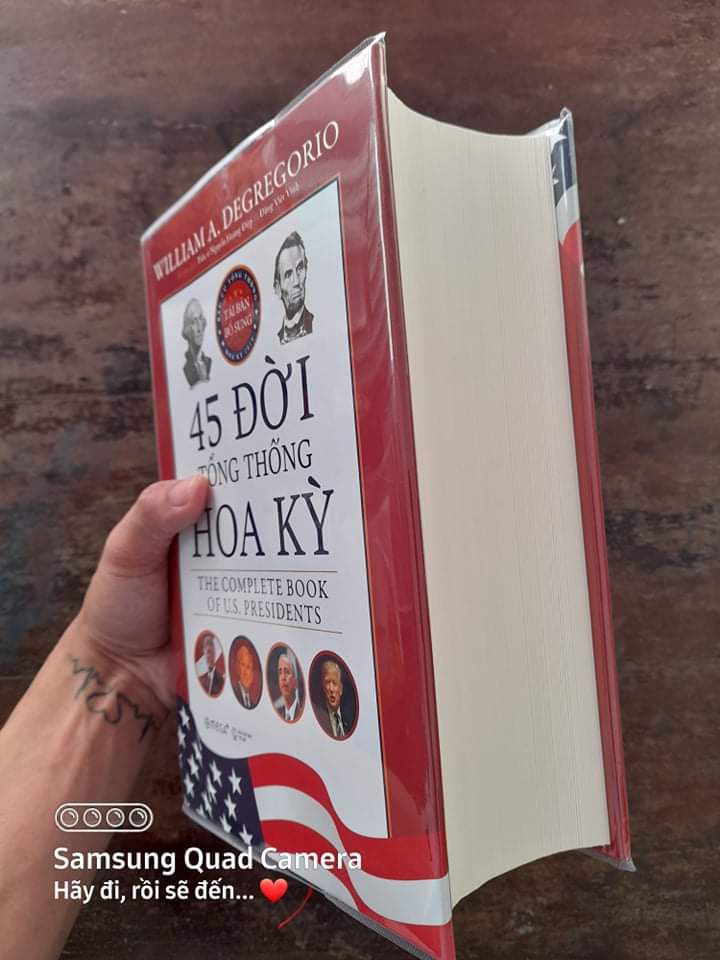 WILLIAM A. DEGREGORIO
TÁI BẢN
BỔ SUNG
45 ĐỜI
TỔNG THỐNG
HOA KỲ
THE COMPLETE BOOK
OF U.S. PRESIDENTS
Samsung Quad Camera
Hãy đi, rồi sẽ đến... ❤️